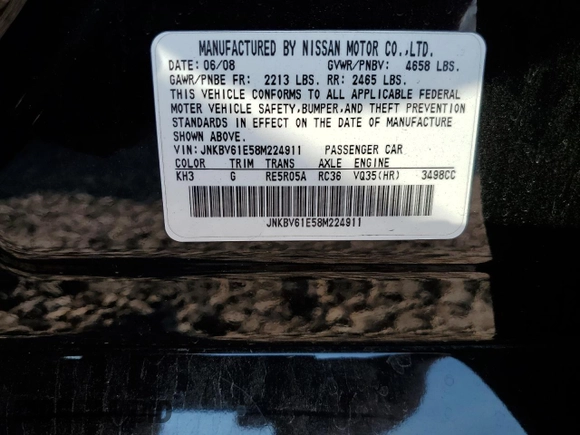 MANUFACTURED BY NISSAN MOTOR CO.,LTD.
DATE: 06/08 GVWR/PNBV: 4658 LBS.
GAWR/PNBE FR: 2213 LBS. RR: 2465 LBS.
THIS VEHICLE CONFORMS TO ALL APPLICABLE FEDERAL
MOTER VEHICLE SAFETY,BUMPER,AND THEFT PREVENTION
STANDARDS IN EFFECT ON THE DATE OF MANUFACTURE
SHOWN ABOVE.
VIN: JNKBV61E58M224911 PASSENGER CAR
COLOR TRIM TRANS AXLE ENGINE
KH3 G RE5R05A RC36 VQ35(HR) 3498CC
JNKBV61E58M224911